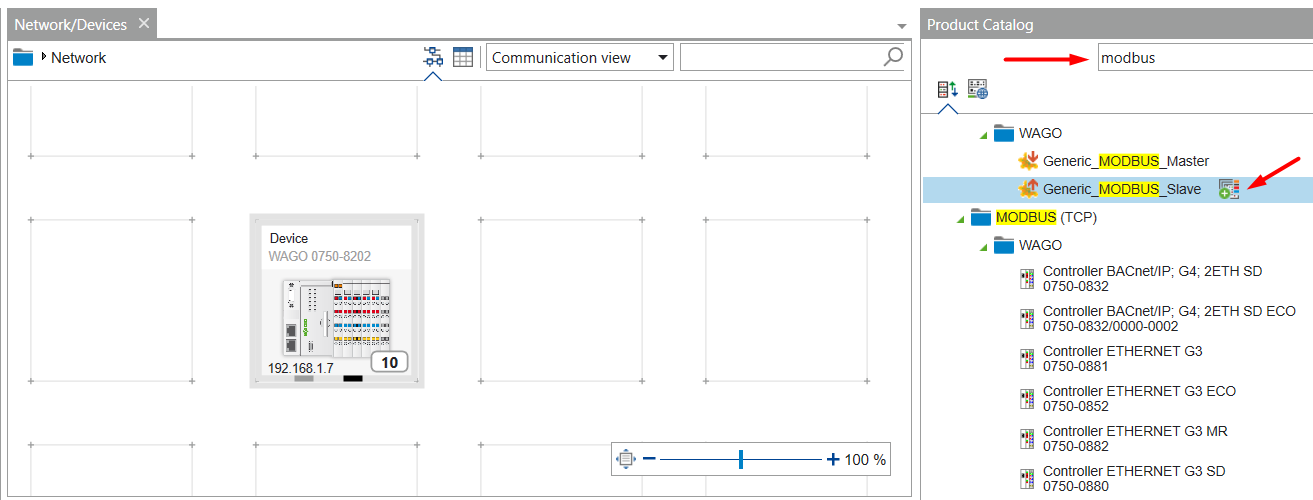 Network/Devices
Network
Communication view
Device
WAGO 0750-8202
192.168.1.7
10
100 %
Product Catalog
modbus
WAGO
Generic_MODBUS_Master
Generic_MODBUS_Slave
MODBUS (TCP)
WAGO
Controller BACnet/IP; G4; 2ETH SD
0750-0832
Controller BACnet/IP; G4; 2ETH SD ECO
0750-0832/0000-0002
Controller ETHERNET G3
0750-0881
Controller ETHERNET G3 ECO
0750-0852
Controller ETHERNET G3 MR
0750-0882
Controller ETHERNET G3 SD
0750-0880